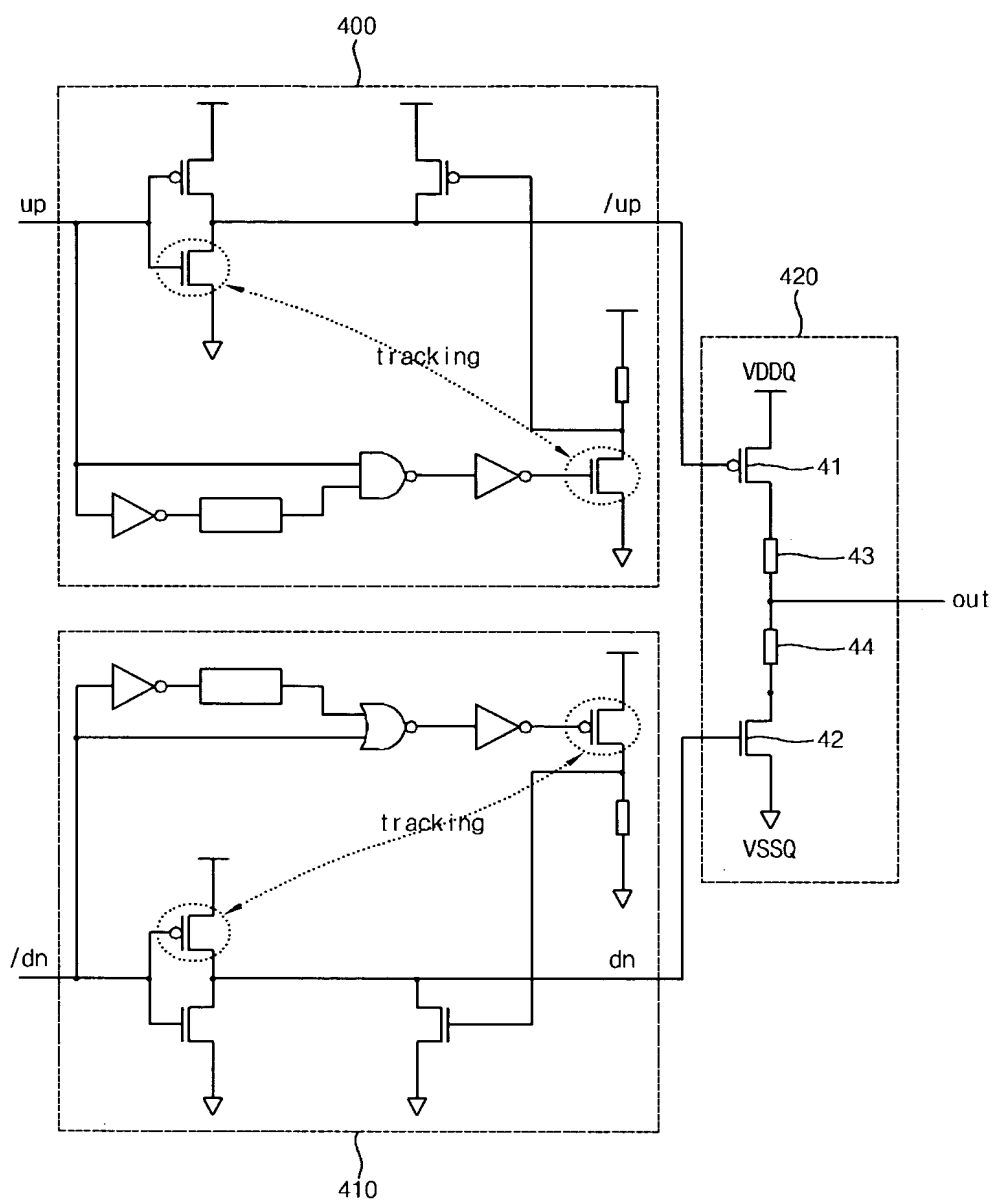 400
up
/up
tracking
420
VDDQ
41
43
out
44
42
VSSQ
tracking
/dn
dn
410